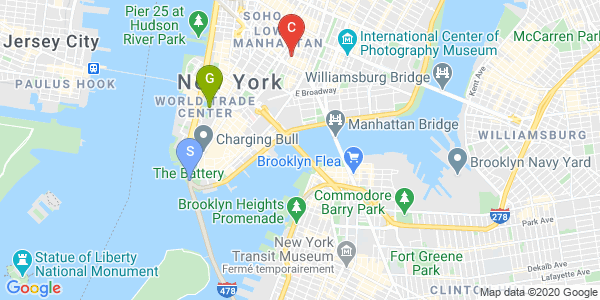 Pier 25 at
Hudson
River Park
SOHO
LOWER
MANHATTAN
C
International Center of
Photography Museum
McCarren Park
Jersey City
PAULUS HOOK
New York
G
WORLD TRADE
CENTER
E Broadway
Williamsburg Bridge
Kent Ave
Charging Bull
Manhattan Bridge
WILLIAMSBURG
S
The Battery
Brooklyn Flea
Brooklyn Navy Yard
Brooklyn Heights
Promenade
Commodore
Barry Park
278
Park Ave
Statue of Liberty
National Monument
New York
Transit Museum
Fermé temporairement
Fort Greene
Park
DeKalb Ave
Lafayette Ave
CLINTO
Google
478
Map data ©2020 Google